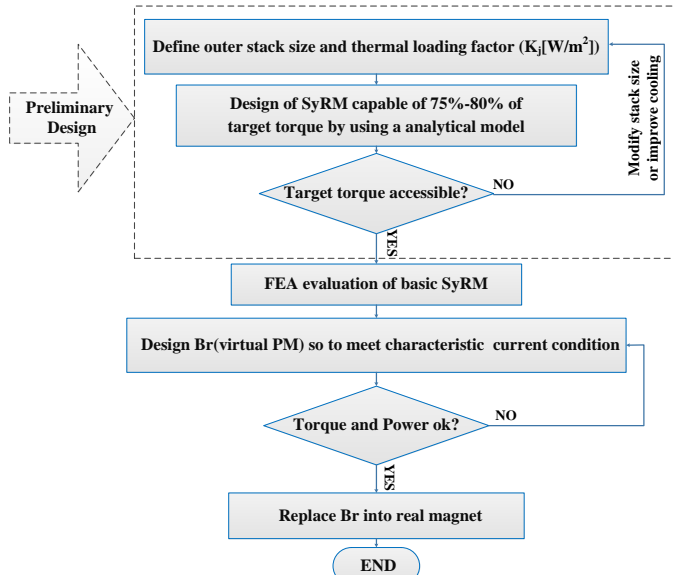 Define outer stack size and thermal loading factor (Kj[W/m²])
Preliminary
Design
Design of SyRM capable of 75%-80% of
target torque by using a analytical model
Modify stack size
or improve cooling
Target torque accessible?
NO
YES
FEA evaluation of basic SyRM
Design Br(virtual PM) so to meet characteristic current condition
Torque and Power ok?
NO
YES
Replace Br into real magnet
END